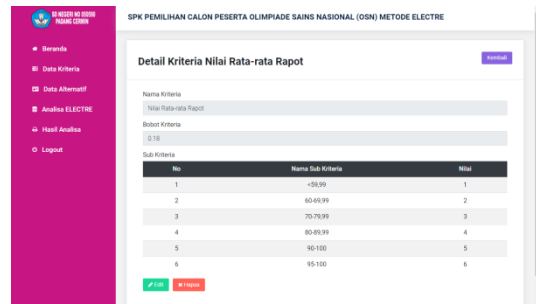 SD NEGERI NO 010090
PADANG CERMIN
SPK PEMILIHAN CALON PESERTA OLIMPIADE SAINS NASIONAL (OSN) METODE ELECTRE
Beranda
Data Kriteria
Data Alternatif
Analisa ELECTRE
Hasil Analisa
Logout
Detail Kriteria Nilai Rata-rata Rapot
Kembali
Nama Kriteria
Nilai Rata-rata Rapot
Bobot Kriteria
0.18
Sub Kriteria
No Nama Sub Kriteria Nilai
1 <59,99 1
2 60-69,99 2
3 70-79,99 3
4 80-89,99 4
5 90-100 5
6 95-100 6
Edit Hapus